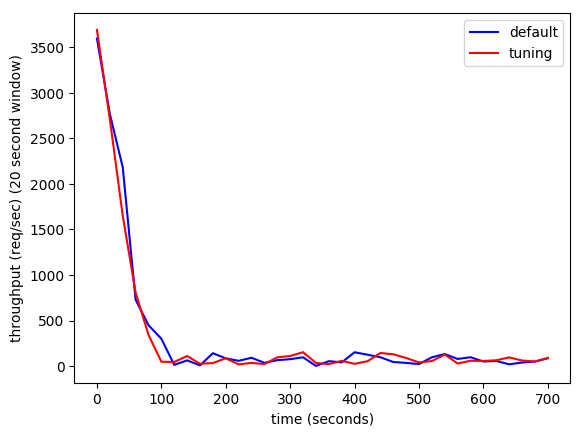 default
tuning
throughput (req/sec) (20 second window)
3500
3000
2500
2000
1500
1000
500
0
0 100 200 300 400 500 600 700
time (seconds)